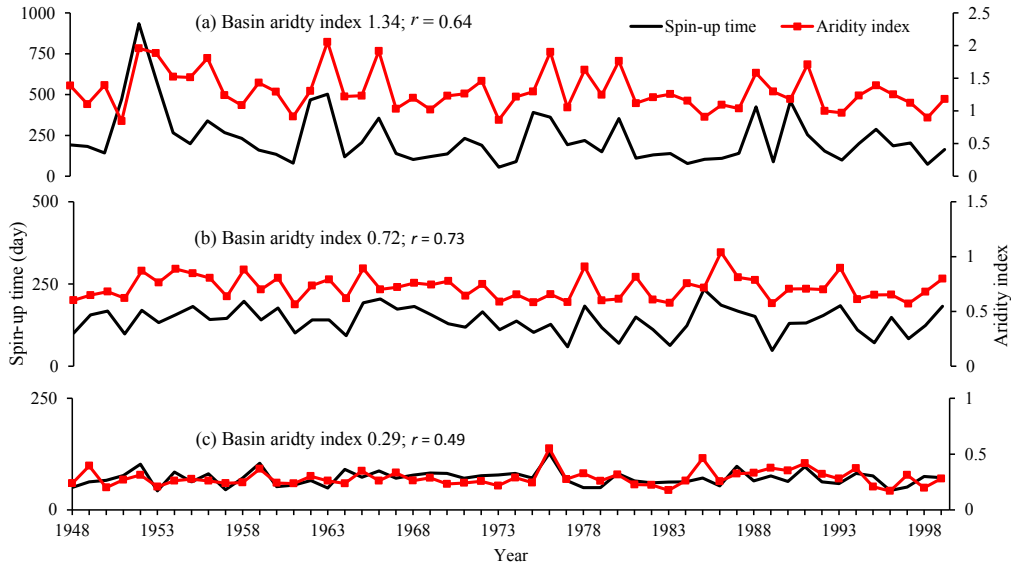 (a) Basin aridity index 1.34; r = 0.64
Spin-up time
Aridity index
1000
750
500
250
0
2.5
2
1.5
1
0.5
0
(b) Basin ardty index 0.72; r = 0.73
500
250
0
1.5
1
0.5
0
Spin-up time (day)
Aridity index
(c) Basin aridty index 0.29; r = 0.49
250
0
1
0.5
0
1948 1953 1958 1963 1968 1973 1978 1983 1988 1993 1998
Year